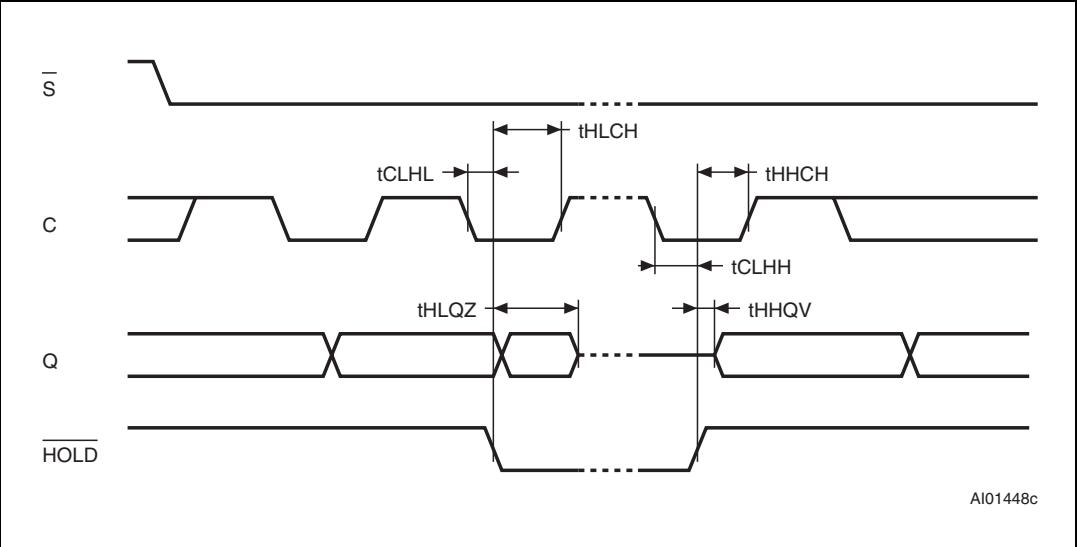 S
tHLCH
tCLHL
tHHCH
C
tCLHH
tHLQZ
tHHQV
Q
HOLD
AI01448c